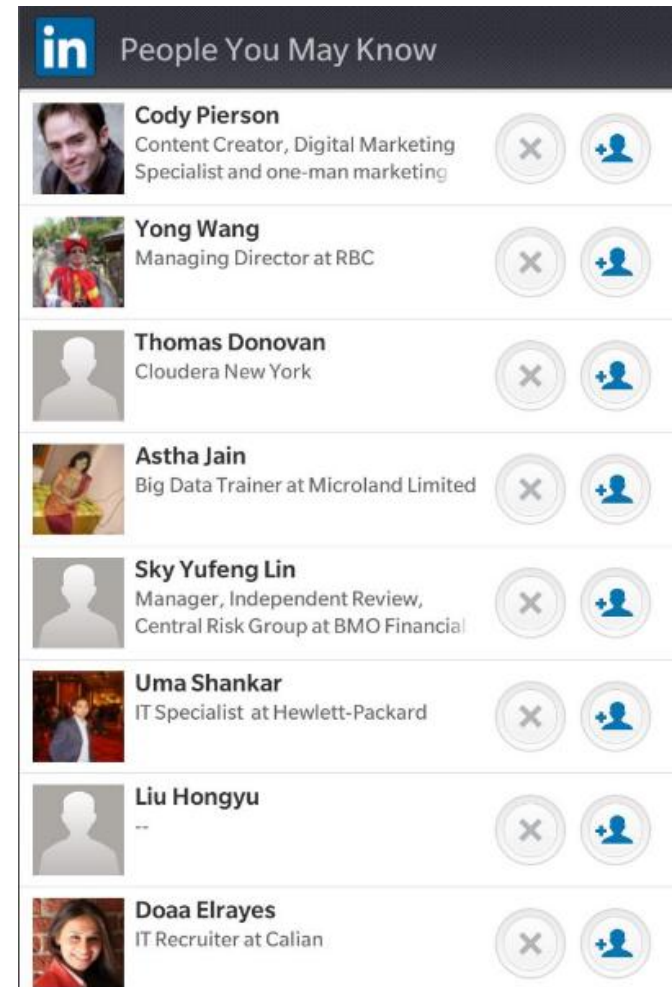 in People You May Know
Cody Pierson
Content Creator, Digital Marketing
Specialist and one-man marketing
Yong Wang
Managing Director at RBC
Thomas Donovan
Cloudera New York
Astha Jain
Big Data Trainer at Microland Limited
Sky Yufeng Lin
Manager, Independent Review,
Central Risk Group at BMO Financial
Uma Shankar
IT Specialist at Hewlett-Packard
Liu Hongyu
--
Doaa Elrayes
IT Recruiter at Calian